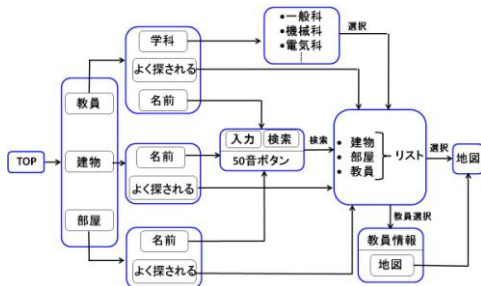 TOP
教員
建物
部屋
学科
よく探される
名前
名前
よく探される
名前
よく探される
•一般科
•機械科
•電気科
⋮
選択
入力 検索
50音ボタン
検索
• 建物
• 部屋
• 教員
リスト
選択
地図
教員選択
教員情報
地図